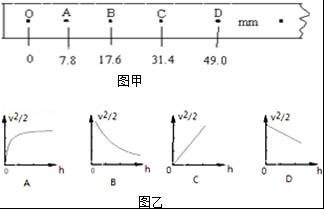 O A B C D mm
0 7.8 17.6 31.4 49.0
图甲
v2/2 v2/2 v2/2 v2/2
0 h 0 h 0 h 0 h
A B C D
图乙